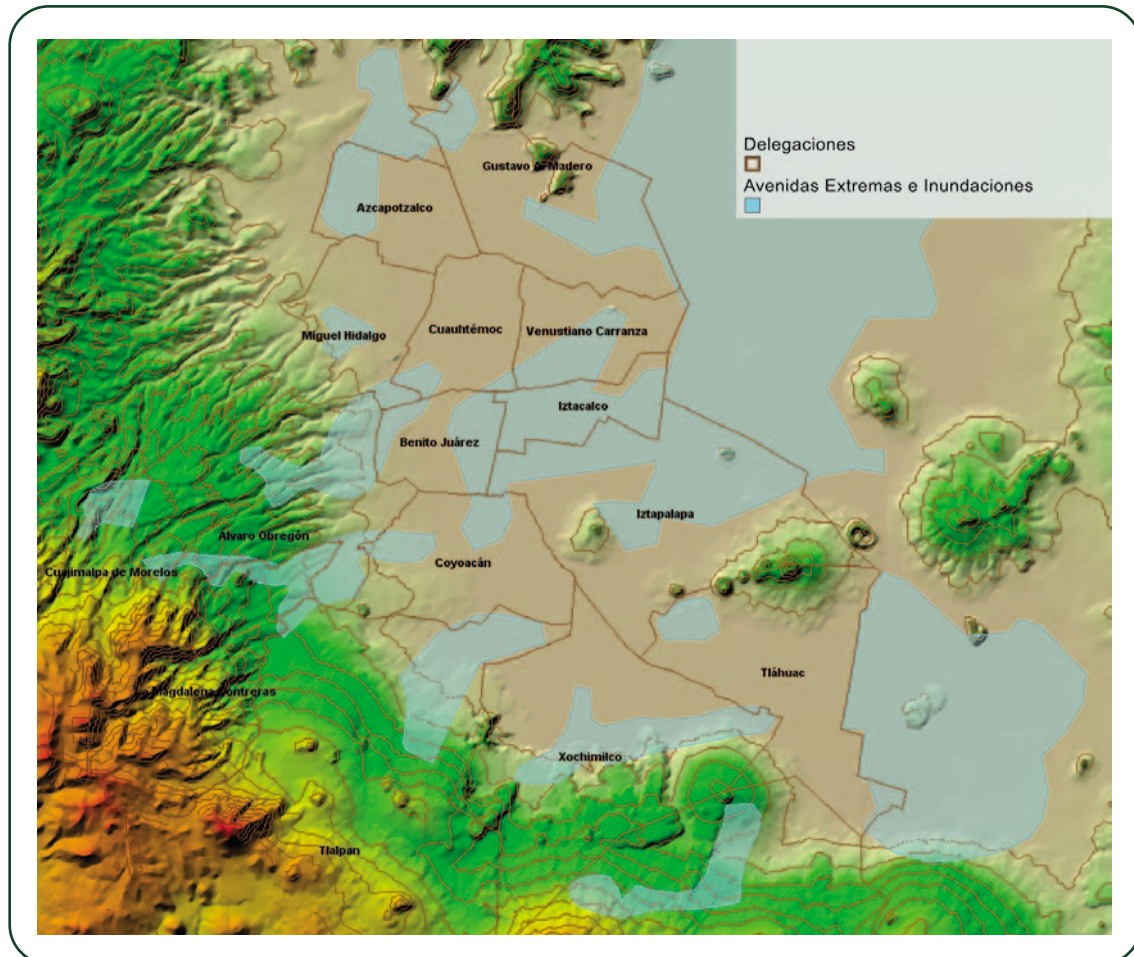 Delegaciones
Avenidas Extremas e Inundaciones
Gustavo A. Madero
Azcapotzalco
Miguel Hidalgo
Cuauhtémoc
Venustiano Carranza
Iztacalco
Benito Juárez
Iztapalapa
Alvaro Obregón
Coyoacán
Cuajimalpa de Morelos
Tláhuac
Magdalena Contreras
Xochimilco
Tlalpan